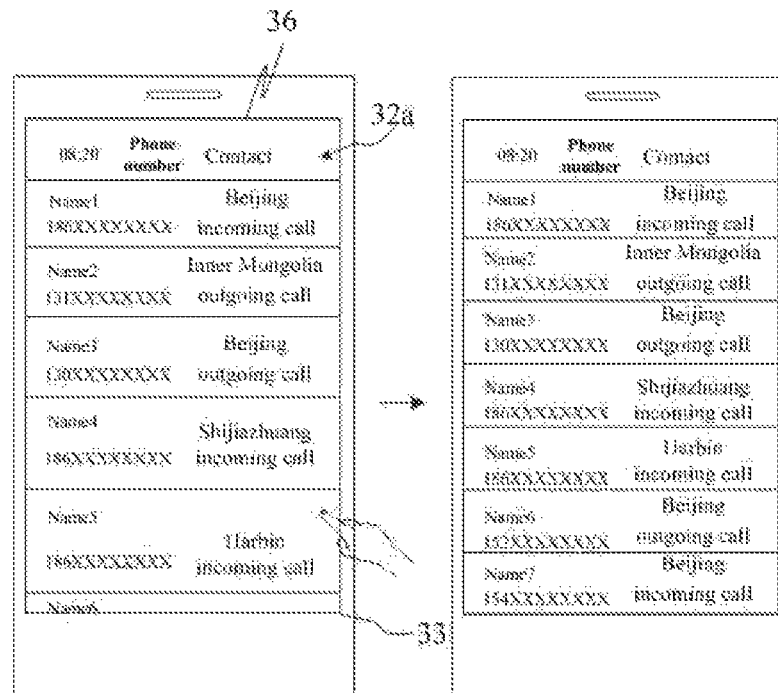 36
32a
08:20 Phone number Contact
Name1 Beijing
186XXXXXXXX incoming call
Name2 Inner Mongolia
131XXXXXXXX outgoing call
Name3 Beijing
130XXXXXXXX outgoing call
Name4 Shijiazhuang
186XXXXXXXX incoming call
Name5 Harbin
186XXXXXXXX incoming call
Name6
33
08:20 Phone number Contact
Name1 Beijing
186XXXXXXXX incoming call
Name2 Inner Mongolia
131XXXXXXXX outgoing call
Name3 Beijing
130XXXXXXXX outgoing call
Name4 Shijiazhuang
186XXXXXXXX incoming call
Name5 Harbin
186XXXXXXXX incoming call
Name6 Beijing
157XXXXXXXX outgoing call
Name7 Beijing
154XXXXXXXX incoming call